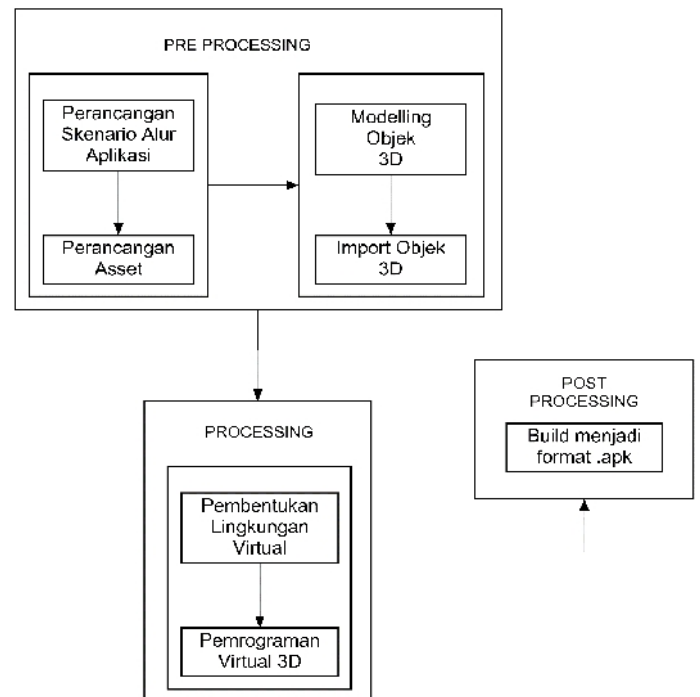 PRE PROCESSING
Perancangan
Skenario Alur
Aplikasi
Perancangan
Asset
Modelling
Objek
3D
Import Objek
3D
PROCESSING
Pembentukan
Lingkungan
Virtual
Pemrograman
Virtual 3D
POST
PROCESSING
Build menjadi
format .apk